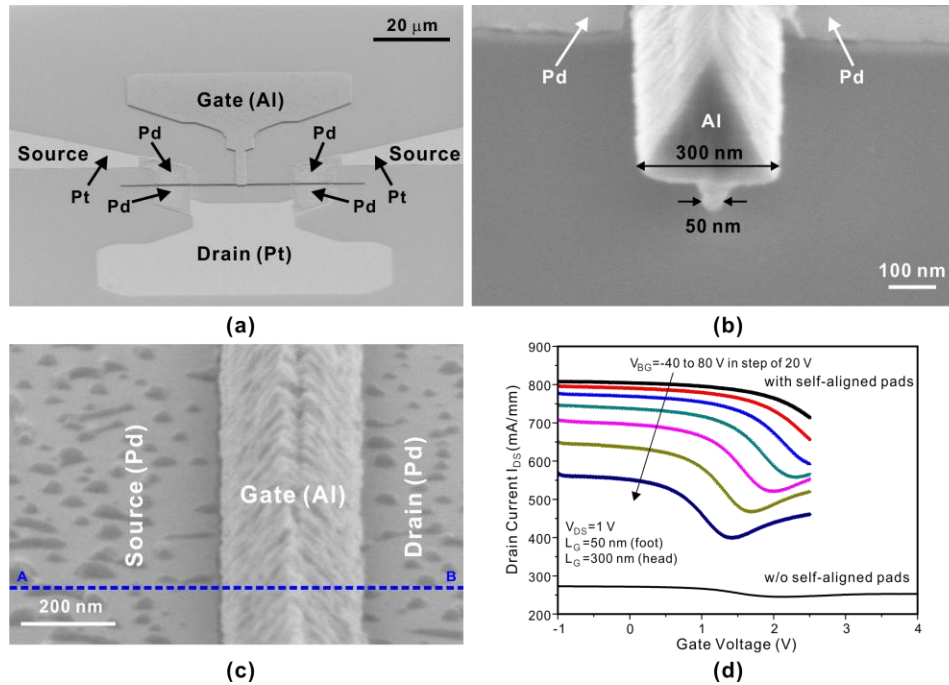 20 μm
Gate (Al)
Pd
Pd
Source
Source
Pt
Pd
Pd
Pt
Drain (Pt)
(a)
Pd
Pd
Al
300 nm
50 nm
100 nm
(b)
Source (Pd)
Gate (Al)
Drain (Pd)
A
B
200 nm
(c)
Drain Current I_DS (mA/mm)
900
800
700
600
500
400
300
200
V_BG=-40 to 80 V in step of 20 V
with self-aligned pads
V_DS=1 V
L_G=50 nm (foot)
L_G=300 nm (head)
w/o self-aligned pads
-1 0 1 2 3 4
Gate Voltage (V)
(d)